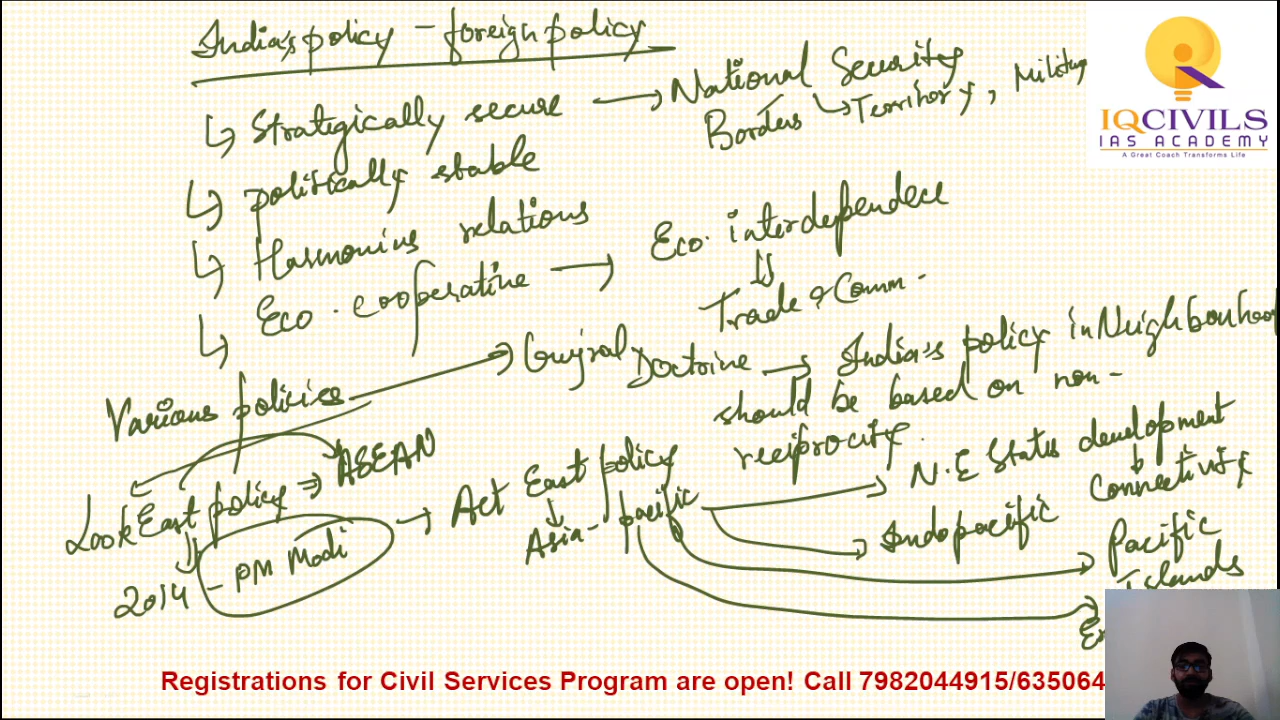 India's policy - foreign policy
Strategically secure → National Security
Borders Territory, Military
politically stable
Harmonius relations
Eco. cooperative → Eco. interdependece
Trade & Comm.
Various policies → Gujral Doctrine → India's policy in Neighbourhood
should be based on non-
reciprocity.
Look East policy → ASEAN
2014 - PM Modi → Act East policy
Asia-pacific
N.E States development
Connectivity
Indopacific
Pacific
Islands
IQCIVILS
IAS ACADEMY
A Great Coach Transforms Life
Registrations for Civil Services Program are open! Call 7982044915/635064